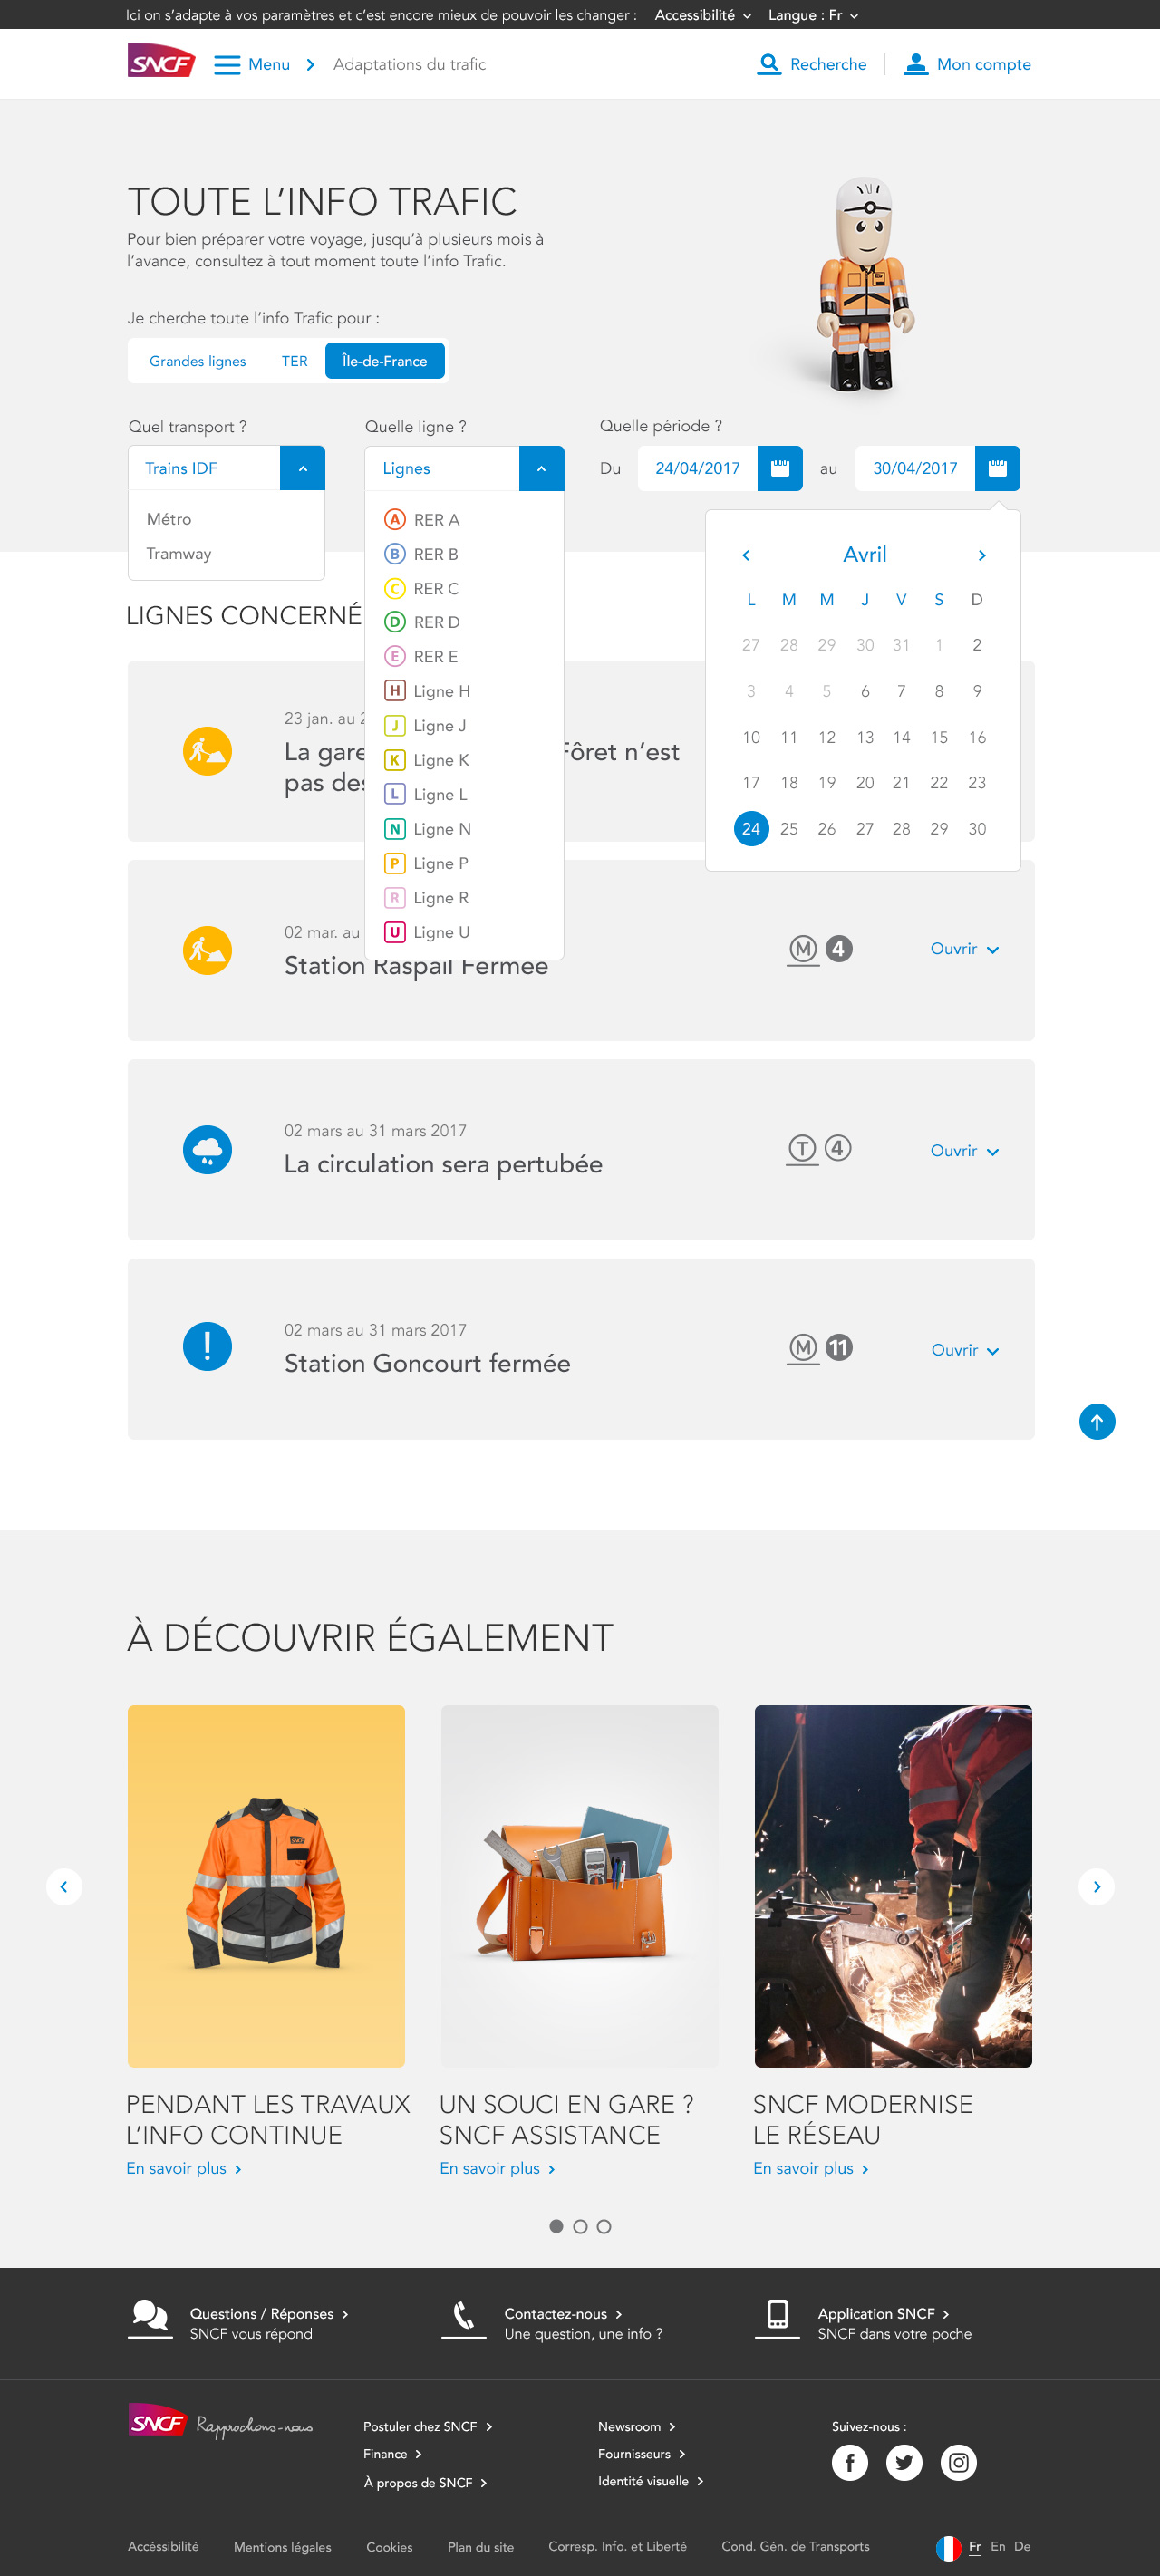 Ici on s’adapte à vos paramètres et c’est encore mieux de pouvoir les changer : Accessibilité Langue : Fr
SNCF Menu Adaptations du trafic Recherche Mon compte
TOUTE L’INFO TRAFIC
Pour bien préparer votre voyage, jusqu’à plusieurs mois à
l’avance, consultez à tout moment toute l’info Trafic.
Je cherche toute l’info Trafic pour :
Grandes lignes TER Île-de-France
Quel transport ? Quelle ligne ? Quelle période ?
Trains IDF Lignes Du 24/04/2017 au 30/04/2017
Métro
Tramway
A RER A
B RER B
C RER C
D RER D
E RER E
H Ligne H
J Ligne J
K Ligne K
L Ligne L
N Ligne N
P Ligne P
R Ligne R
U Ligne U
Avril
L M M J V S D
27 28 29 30 31 1 2
3 4 5 6 7 8 9
10 11 12 13 14 15 16
17 18 19 20 21 22 23
24 25 26 27 28 29 30
LIGNES CONCERNÉ
23 jan. au 2
La gare Fôret n’est
pas des
02 mar. au
Station Raspail Fermée M 4 Ouvrir
02 mars au 31 mars 2017
La circulation sera pertubée T 4 Ouvrir
02 mars au 31 mars 2017
Station Goncourt fermée M 11 Ouvrir
À DÉCOUVRIR ÉGALEMENT
SNCF
PENDANT LES TRAVAUX
L’INFO CONTINUE
En savoir plus
UN SOUCI EN GARE ?
SNCF ASSISTANCE
En savoir plus
SNCF MODERNISE
LE RÉSEAU
En savoir plus
Questions / Réponses
SNCF vous répond
Contactez-nous
Une question, une info ?
Application SNCF
SNCF dans votre poche
SNCF Rapprochons-nous
Postuler chez SNCF
Finance
À propos de SNCF
Newsroom
Fournisseurs
Identité visuelle
Suivez-nous :
Accéssibilité Mentions légales Cookies Plan du site Corresp. Info. et Liberté Cond. Gén. de Transports Fr En De